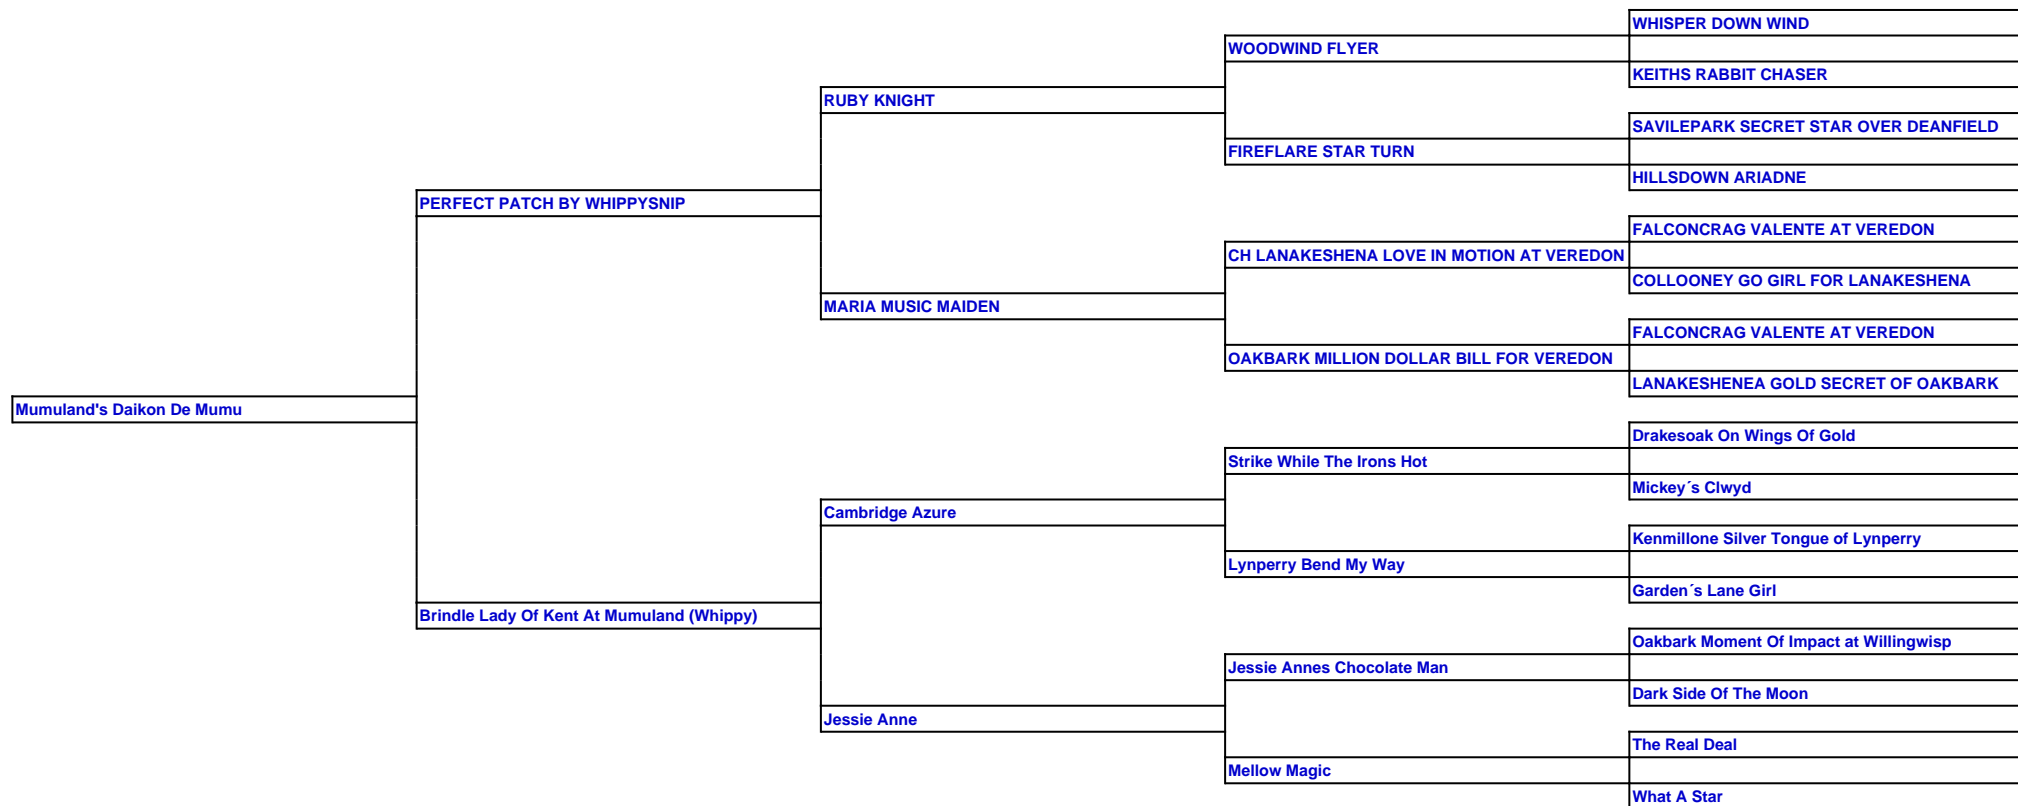 WHISPER DOWN WIND
WOODWIND FLYER
KEITHS RABBIT CHASER
RUBY KNIGHT
SAVILEPARK SECRET STAR OVER DEANFIELD
FIREFLARE STAR TURN
HILLSDOWN ARIADNE
PERFECT PATCH BY WHIPPYSNIP
FALCONCRAG VALENTE AT VEREDON
CH LANAKESHENA LOVE IN MOTION AT VEREDON
COLLOONEY GO GIRL FOR LANAKESHENA
MARIA MUSIC MAIDEN
FALCONCRAG VALENTE AT VEREDON
OAKBARK MILLION DOLLAR BILL FOR VEREDON
LANAKESHENEA GOLD SECRET OF OAKBARK
Mumuland's Daikon De Mumu
Drakesoak On Wings Of Gold
Strike While The Irons Hot
Mickey´s Clwyd
Cambridge Azure
Kenmillone Silver Tongue of Lynperry
Lynperry Bend My Way
Garden´s Lane Girl
Brindle Lady Of Kent At Mumuland (Whippy)
Oakbark Moment Of Impact at Willingwisp
Jessie Annes Chocolate Man
Dark Side Of The Moon
Jessie Anne
The Real Deal
Mellow Magic
What A Star